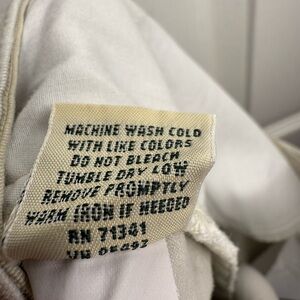 MACHINE WASH COLD
WITH LIKE COLORS
DO NOT BLEACH
TUMBLE DRY LOW
REMOVE PROMPTLY
WARM IRON IF NEEDED
RN 71341